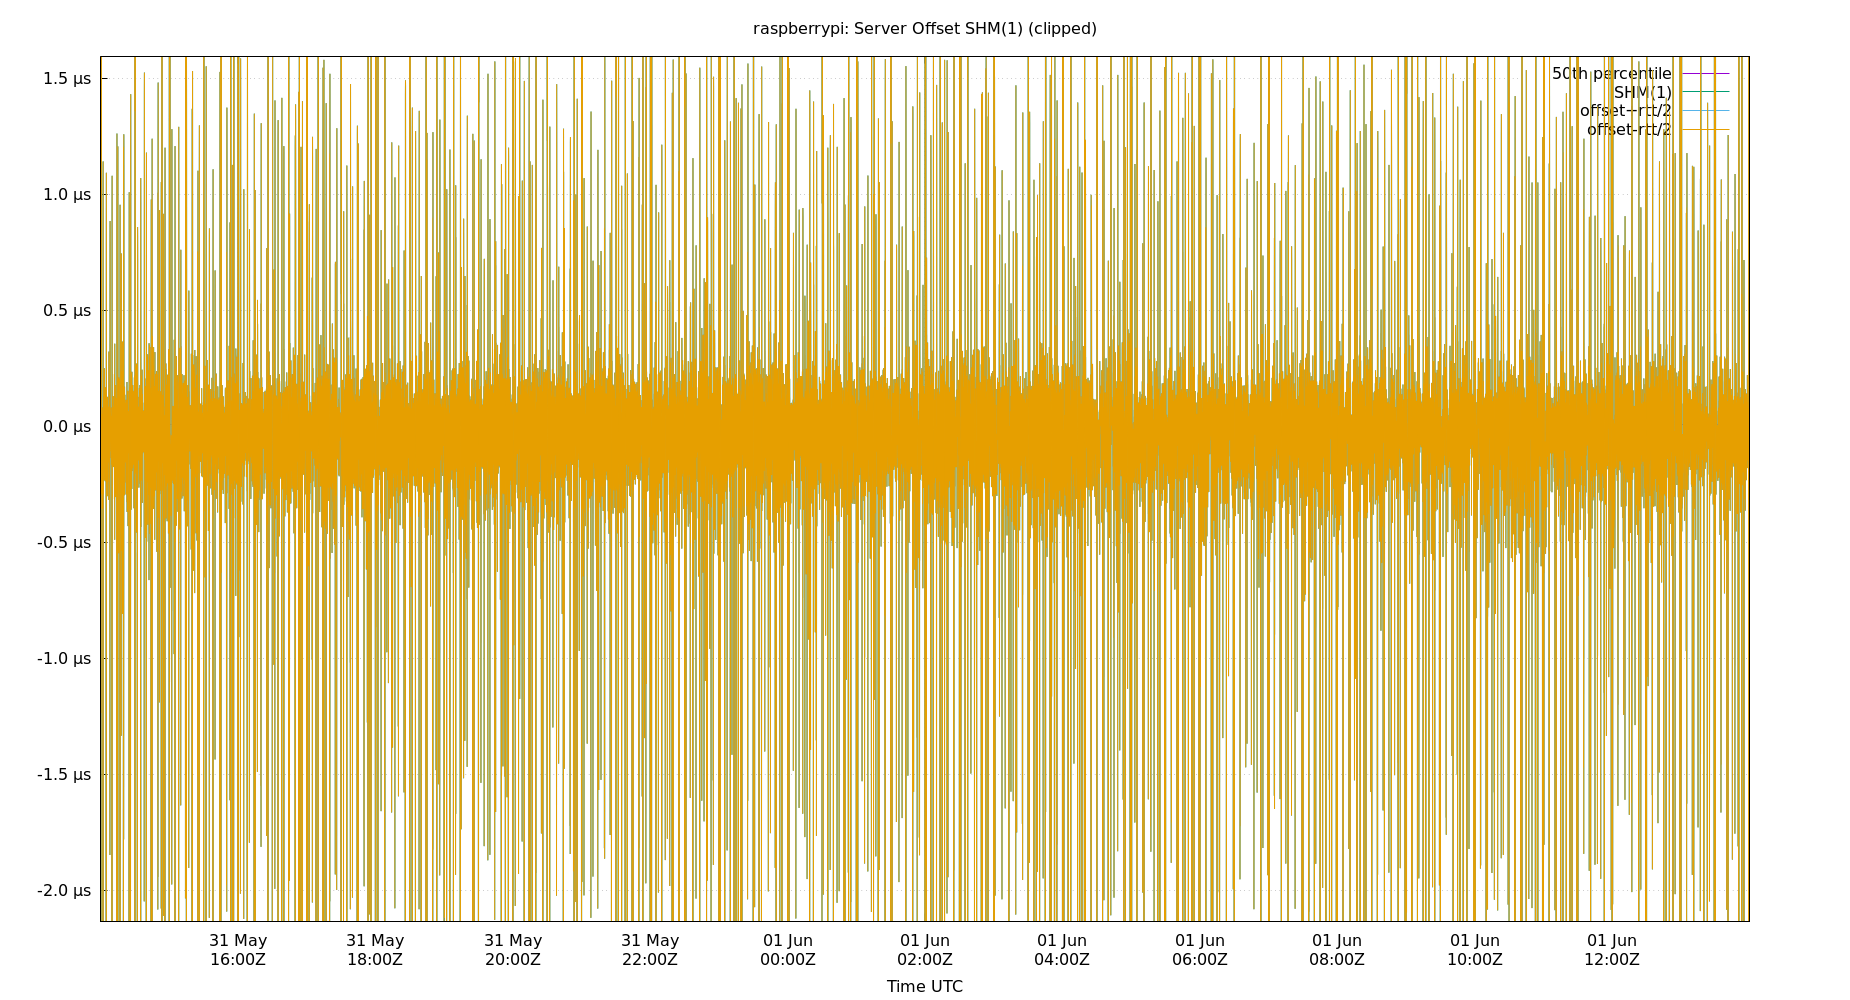 raspberrypi: Server Offset SHM(1) (clipped)
1.5 µs
1.0 µs
0.5 µs
0.0 µs
-0.5 µs
-1.0 µs
-1.5 µs
-2.0 µs
50th percentile
SHM(1)
offset--rtt/2
offset-rtt/2
31 May 31 May 31 May 31 May 01 Jun 01 Jun 01 Jun 01 Jun 01 Jun 01 Jun 01 Jun
16:00Z 18:00Z 20:00Z 22:00Z 00:00Z 02:00Z 04:00Z 06:00Z 08:00Z 10:00Z 12:00Z
Time UTC